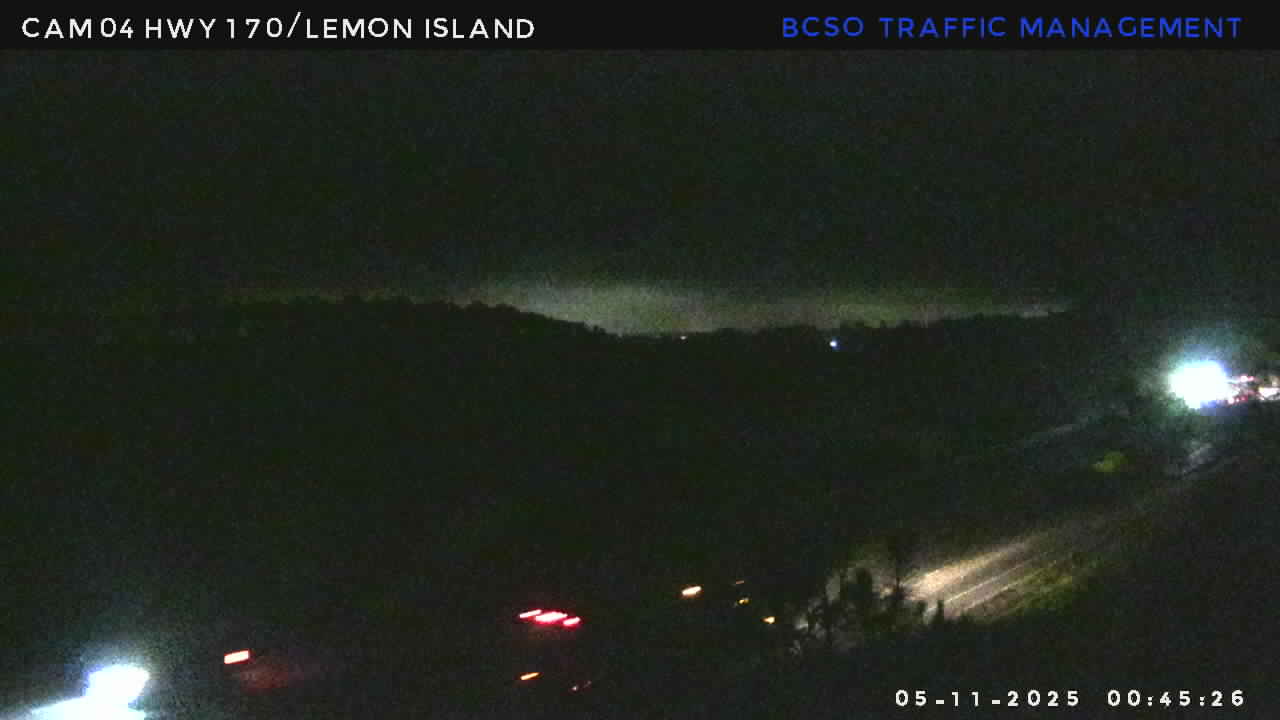 CAM04 HWY 170/LEMON ISLAND
BCSO TRAFFIC MANAGEMENT
05-11-2025 00:45:26